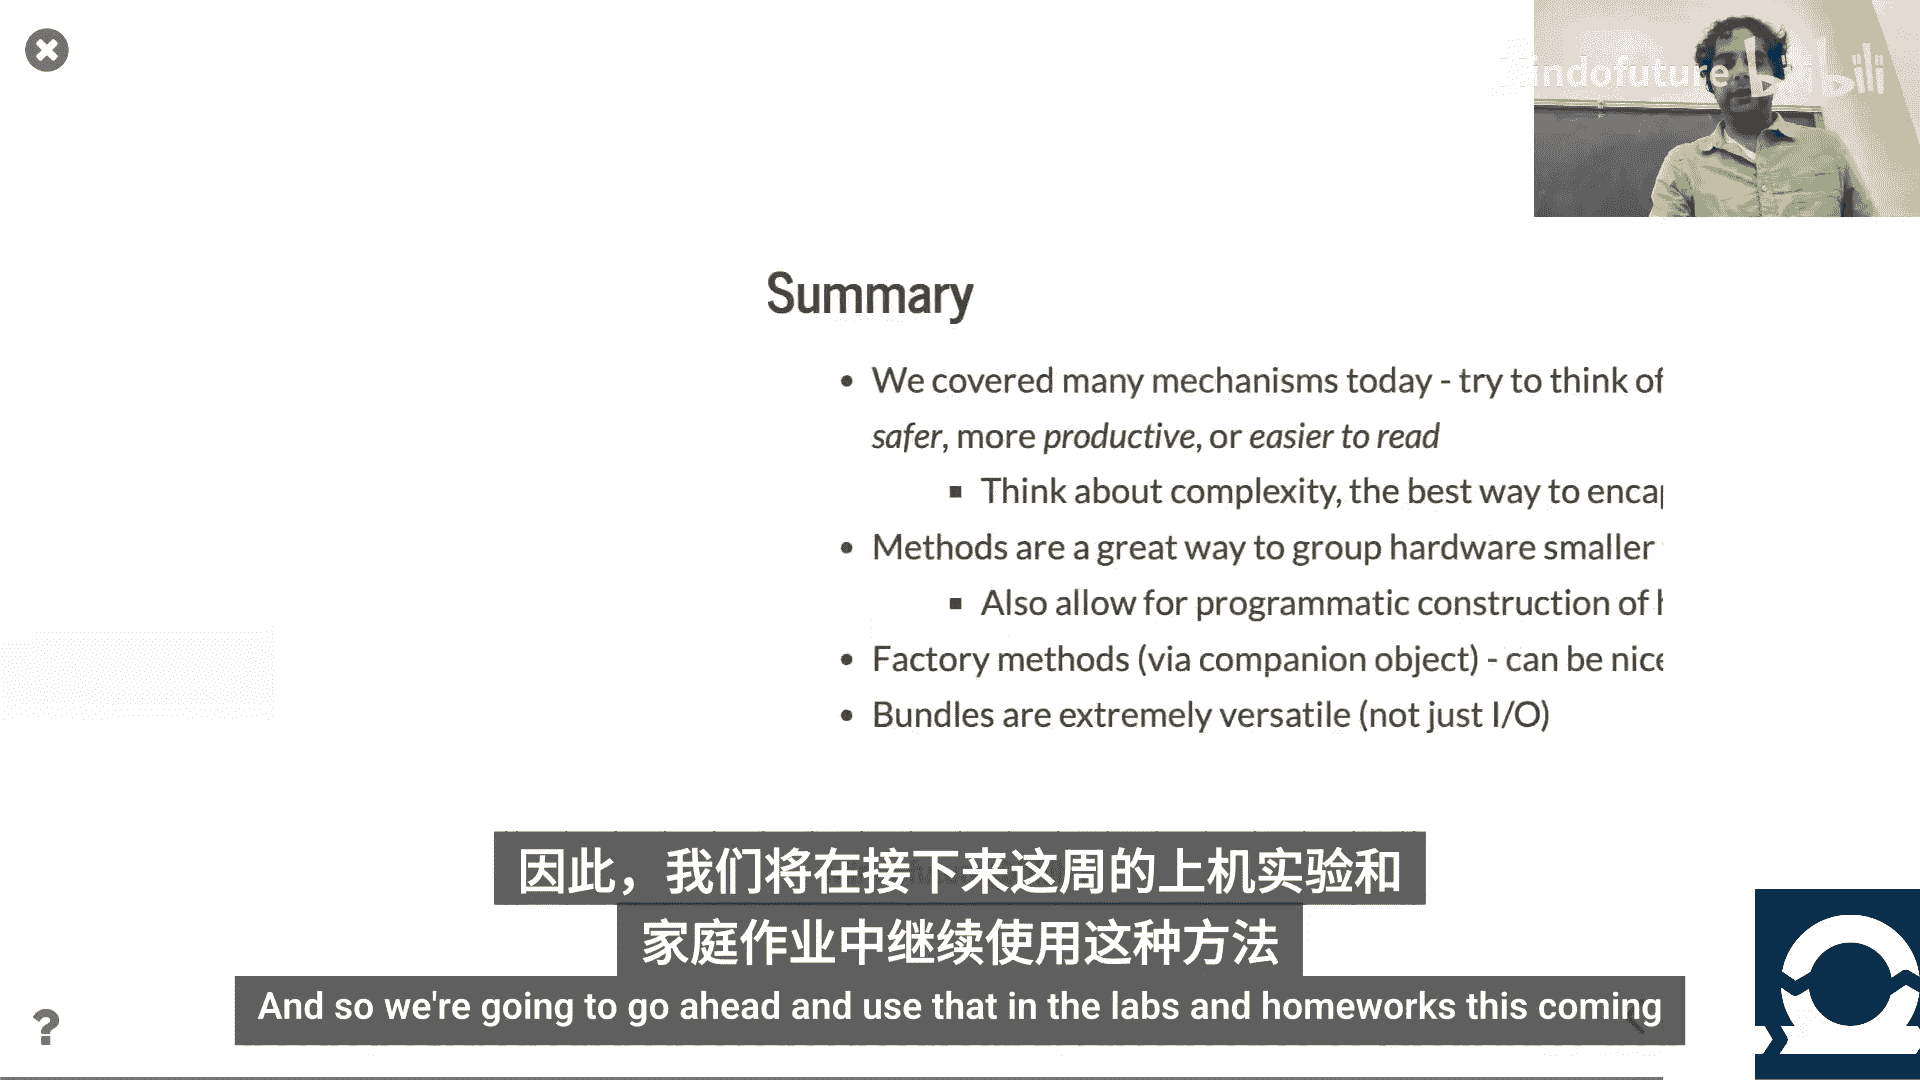 indofuture bilibili
Summary
We covered many mechanisms today - try to think of
safer, more productive, or easier to read
Think about complexity, the best way to
Methods are a great way to group hardware smaller
Also allow for programmatic construction of
Factory methods (via companion object) - can be nice
Bundles are extremely versatile (not just I/O)
因此，我们将在接下来这周的上机实验和
家庭作业中继续使用这种方法
And so we're going to go ahead and use that in the labs and homeworks this coming
?